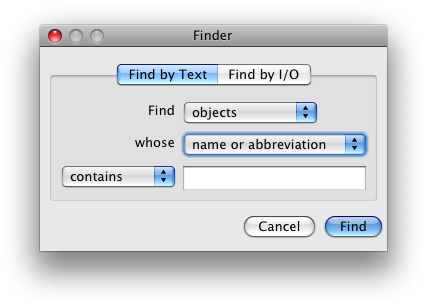 Finder
Find by Text Find by I/O
Find objects
whose name or abbreviation
contains
Cancel Find